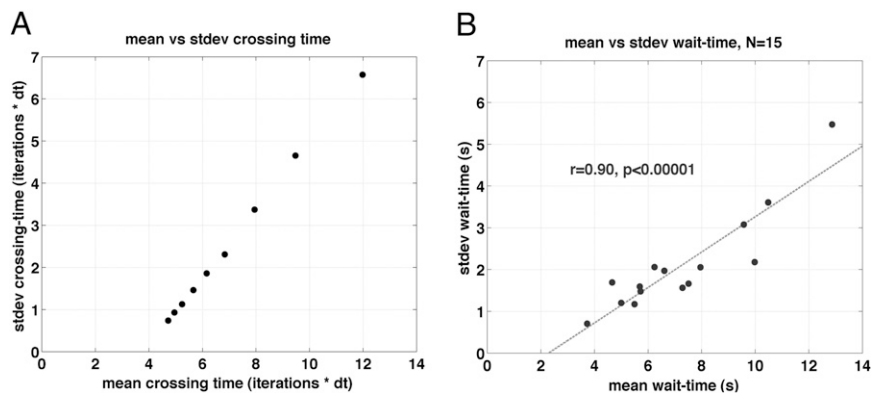 A
mean vs stdev crossing time
7
6
5
4
3
2
1
0
0 2 4 6 8 10 12 14
stdev crossing-time (iterations * dt)
mean crossing time (iterations * dt)
B
mean vs stdev wait-time, N=15
7
6
5
4
3
2
1
0
0 2 4 6 8 10 12 14
stdev wait-time (s)
r=0.90, p<0.00001
mean wait-time (s)